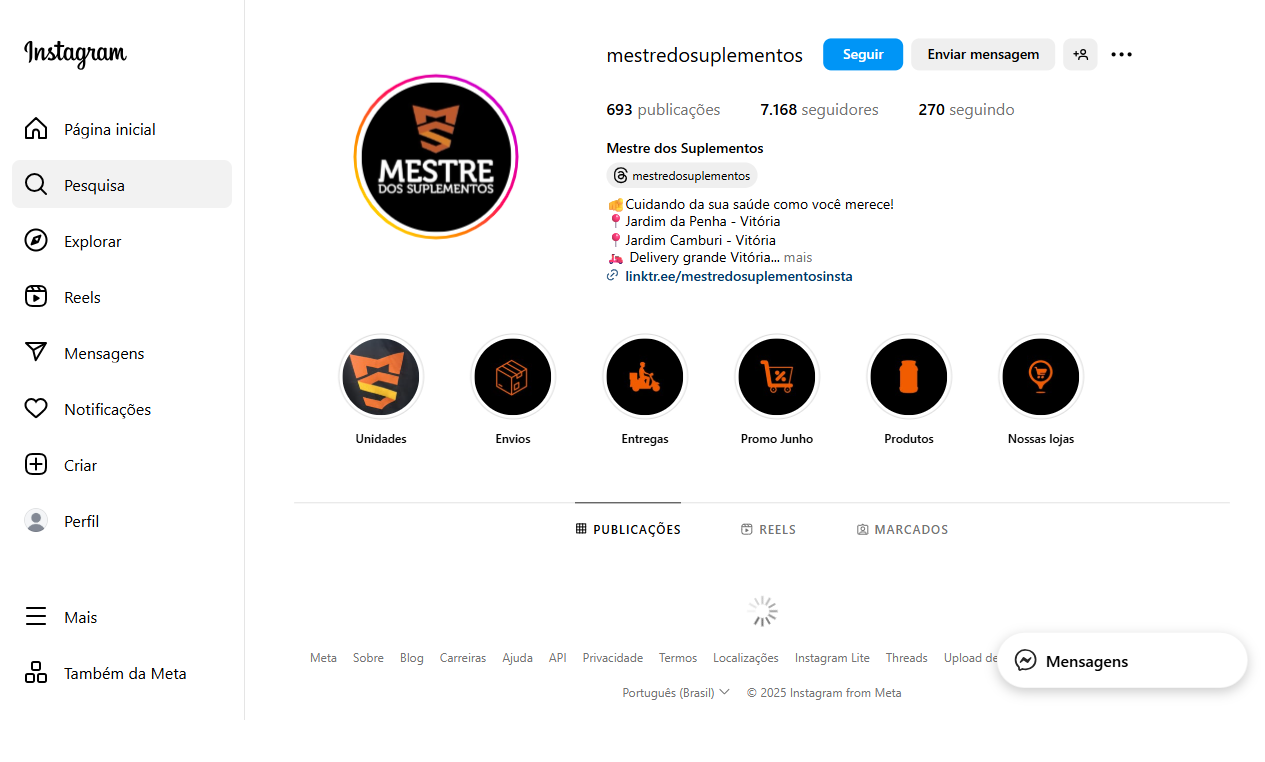 Instagram
Página inicial
Pesquisa
Explorar
Reels
Mensagens
Notificações
Criar
Perfil
Mais
Também da Meta
mestredosuplementos
Seguir
Enviar mensagem
693 publicações
7.168 seguidores
270 seguindo
Mestre dos Suplementos
mestredosuplementos
Cuidando da sua saúde como você merece!
Jardim da Penha - Vitória
Jardim Camburi - Vitória
Delivery grande Vitória... mais
linktr.ee/mestredosuplementosinsta
MESTRE
DOS SUPLEMENTOS
Unidades
Envios
Entregas
Promo Junho
Produtos
Nossas lojas
PUBLICAÇÕES
REELS
MARCADOS
Meta Sobre Blog Carreiras Ajuda API Privacidade Termos Localizações Instagram Lite Threads Upload de
Mensagens
Português (Brasil)
© 2025 Instagram from Meta